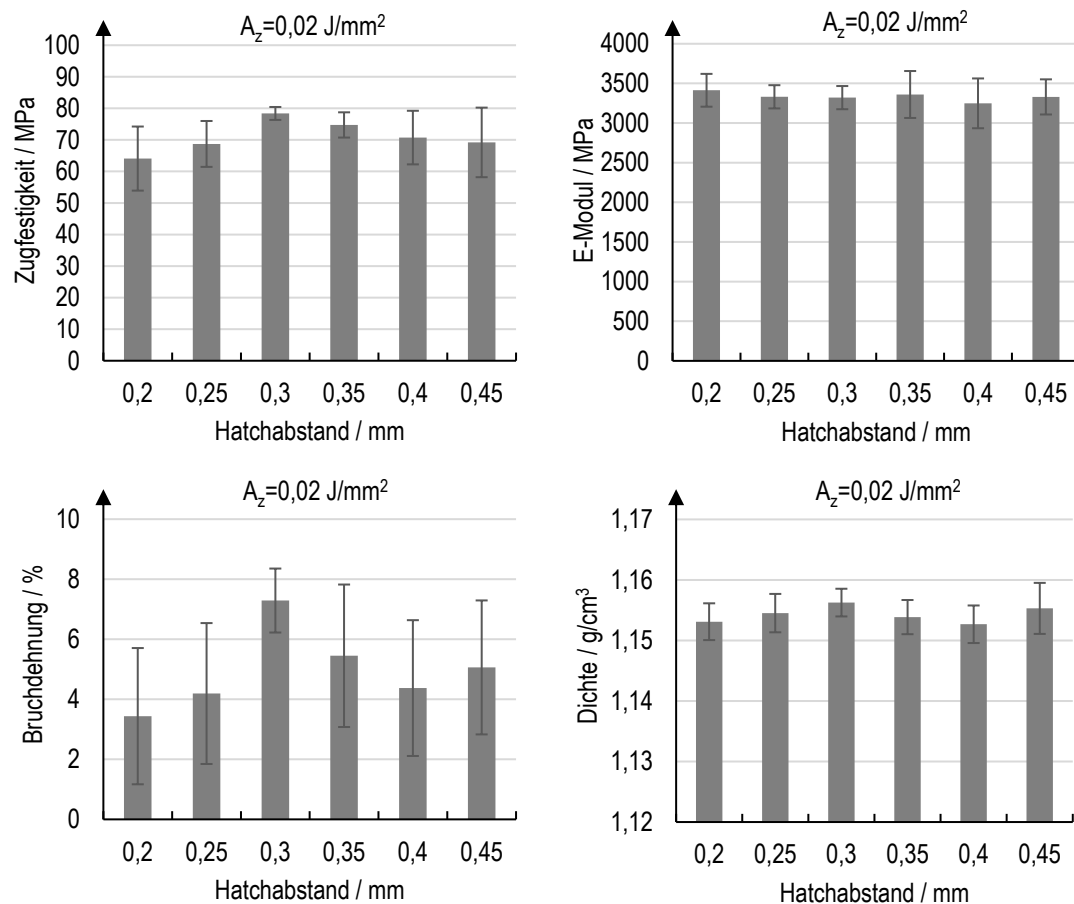 A_z=0,02 J/mm²
Zugfestigkeit / MPa
100
90
80
70
60
50
40
30
20
10
0
0,2 0,25 0,3 0,35 0,4 0,45
Hatchabstand / mm
A_z=0,02 J/mm²
E-Modul / MPa
4000
3500
3000
2500
2000
1500
1000
500
0
0,2 0,25 0,3 0,35 0,4 0,45
Hatchabstand / mm
A_z=0,02 J/mm²
Bruchdehnung / %
10
8
6
4
2
0
0,2 0,25 0,3 0,35 0,4 0,45
Hatchabstand / mm
A_z=0,02 J/mm²
Dichte / g/cm³
1,17
1,16
1,15
1,14
1,13
1,12
0,2 0,25 0,3 0,35 0,4 0,45
Hatchabstand / mm